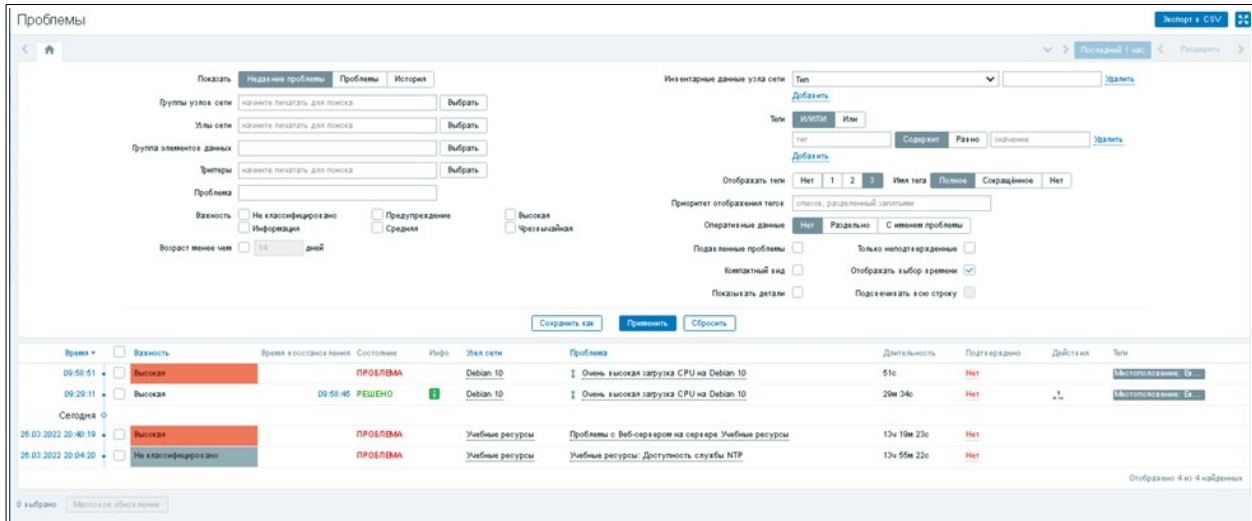 Проблемы
Экспорт в CSV
Последний 1 час
Расширить
Показать Недавние проблемы Проблемы История
Группы узлов сети начните печатать для поиска Выбрать
Узлы сети начните печатать для поиска Выбрать
Группа элементов данных Выбрать
Триггеры начните печатать для поиска Выбрать
Проблема
Важность Не классифицировано Предупреждение Высокая
Информация Средняя Чрезвычайная
Возраст менее чем 14 дней
Инвентарные данные узла сети Тип Удалить
Добавить
Теги И/ИЛИ Или
тег Содержит Равно значение Удалить
Добавить
Отображать теги Нет 1 2 3 Имя тега Полное Сокращённое Нет
Приоритет отображения тегов список, разделенный запятыми
Оперативные данные Нет Раздельно С именем проблемы
Подавленные проблемы Только неподтвержденные
Компактный вид Отображать выбор времени
Показывать детали Подсвечивать всю строку
Сохранить как Применить Сбросить
Время Важность Время восстановления Состояние Инфо Узел сети Проблема Длительность Подтверждено Действия Теги
09:58:51 Высокая ПРОБЛЕМА Debian 10 Очень высокая загрузка CPU на Debian 10 51с Нет Местоположение: Ек...
09:29:11 Высокая 09:58:45 РЕШЕНО Debian 10 Очень высокая загрузка CPU на Debian 10 29м 34с Нет 1 Местоположение: Ек...
Сегодня
26.03.2022 20:40:19 Высокая ПРОБЛЕМА Учебные ресурсы Проблемы с Веб-сервером на сервере Учебные ресурсы 13ч 19м 23с Нет
26.03.2022 20:04:20 Не классифицировано ПРОБЛЕМА Учебные ресурсы Учебные ресурсы: Доступность службы NTP 13ч 55м 22с Нет
Отображено 4 из 4 найденных
0 выбрано Массовое обновление